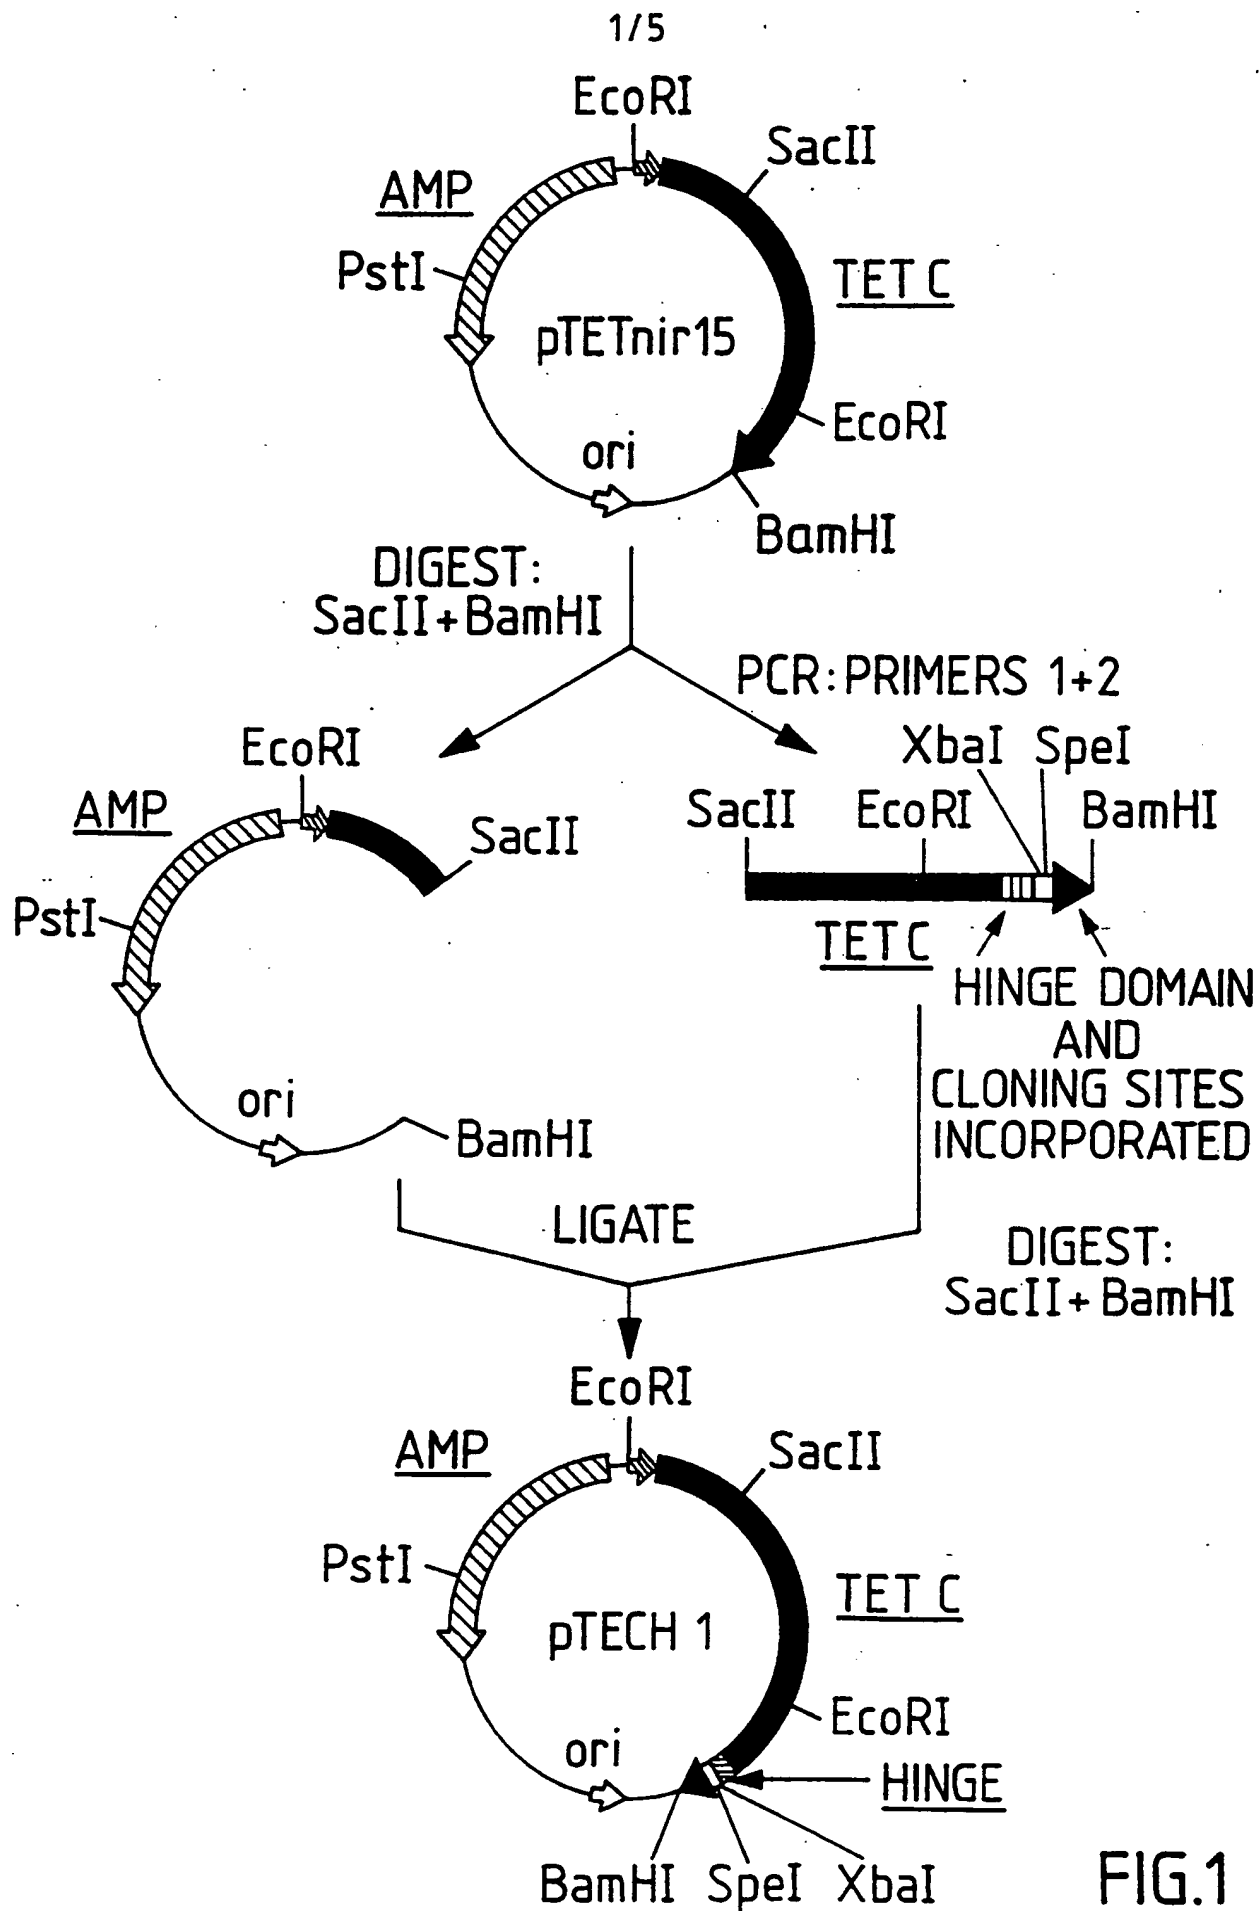 1/5
EcoRI
SacII
AMP
PstI
TET C
pTETnir15
EcoRI
ori
BamHI
DIGEST:
SacII+BamHI
PCR:PRIMERS 1+2
EcoRI
XbaI SpeI
AMP
SacII EcoRI BamHI
SacII
PstI
TET C
HINGE DOMAIN
AND
CLONING SITES
INCORPORATED
ori
BamHI
LIGATE
DIGEST:
SacII+BamHI
EcoRI
AMP
SacII
PstI
TET C
pTECH 1
EcoRI
ori
HINGE
BamHI SpeI XbaI
FIG.1